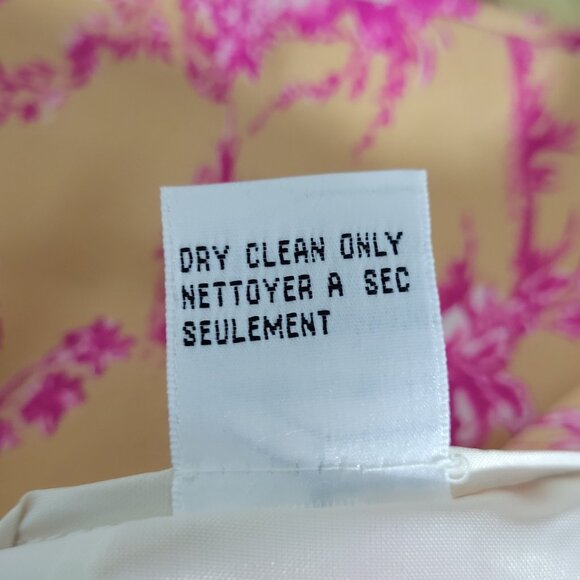 DRY CLEAN ONLY
NETTOYER A SEC
SEULEMENT